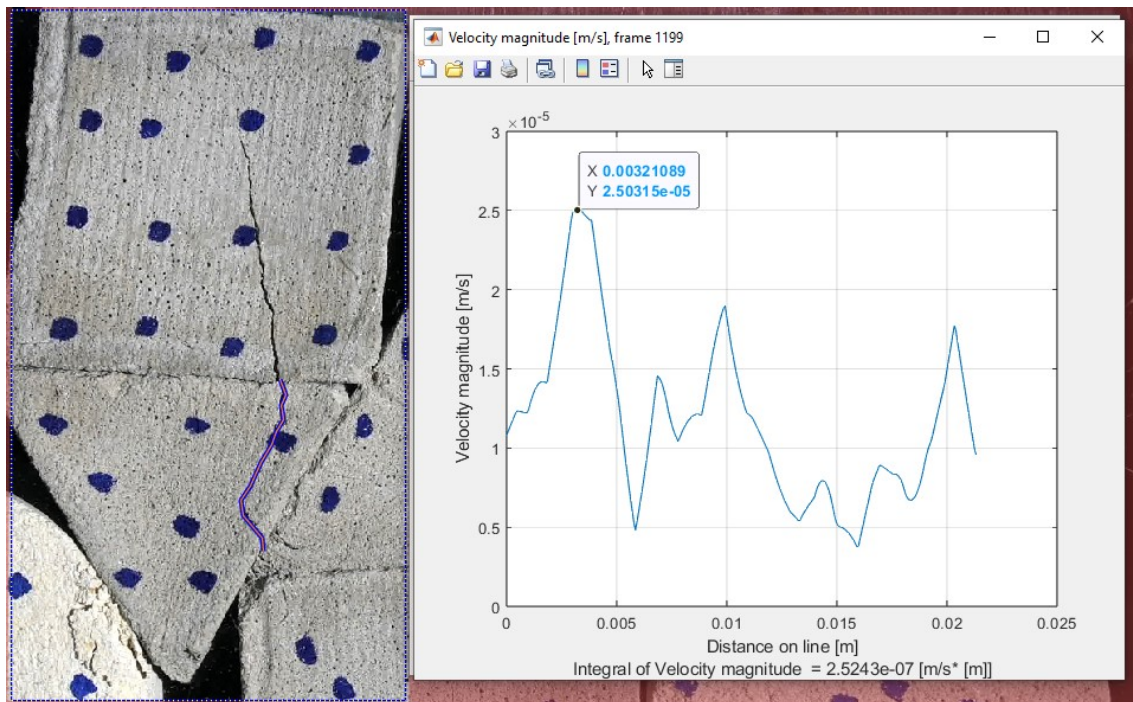 Velocity magnitude [m/s], frame 1199
×10^-5
3
2.5
2
1.5
1
0.5
0
X 0.00321089
Y 2.50315e-05
Velocity magnitude [m/s]
0 0.005 0.01 0.015 0.02 0.025
Distance on line [m]
Integral of Velocity magnitude = 2.5243e-07 [m/s* [m]]